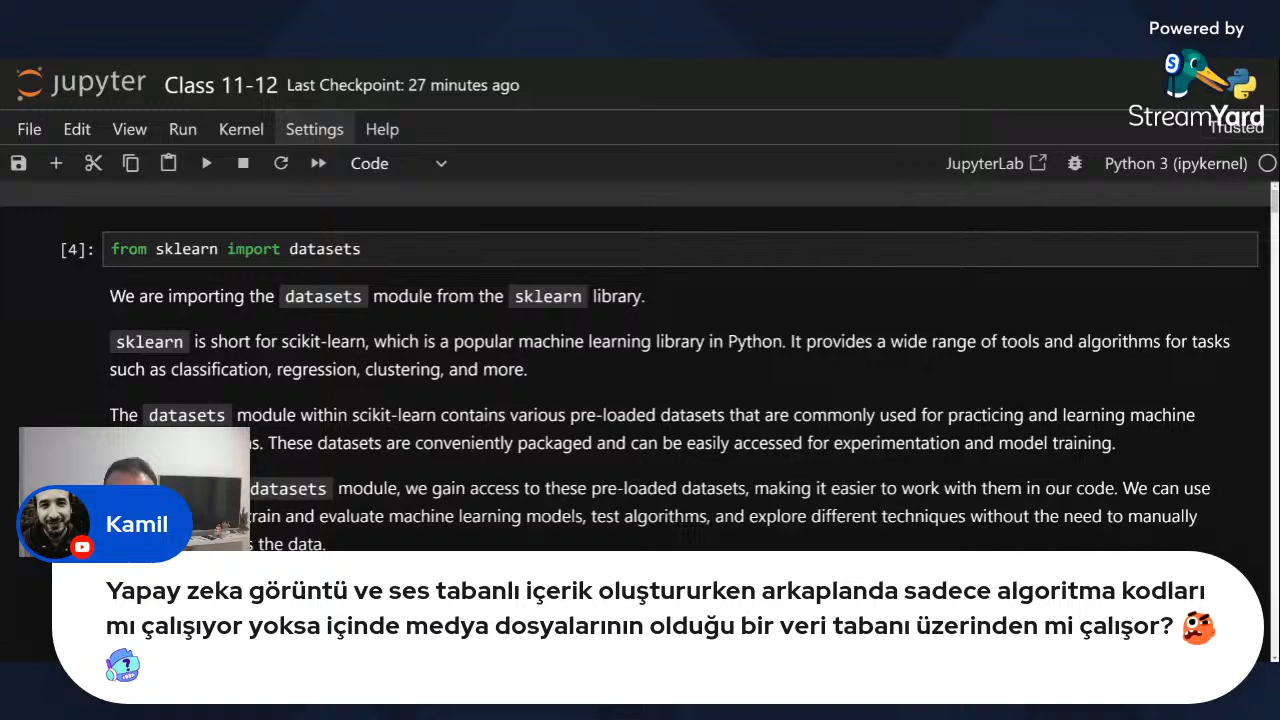 Powered by
StreamYard
jupyter Class 11-12 Last Checkpoint: 27 minutes ago
Trusted
File Edit View Run Kernel Settings Help
Code JupyterLab Python 3 (ipykernel)
[4]: from sklearn import datasets
We are importing the datasets module from the sklearn library.
sklearn is short for scikit-learn, which is a popular machine learning library in Python. It provides a wide range of tools and algorithms for tasks
such as classification, regression, clustering, and more.
The datasets module within scikit-learn contains various pre-loaded datasets that are commonly used for practicing and learning machine
s. These datasets are conveniently packaged and can be easily accessed for experimentation and model training.
datasets module, we gain access to these pre-loaded datasets, making it easier to work with them in our code. We can use
rain and evaluate machine learning models, test algorithms, and explore different techniques without the need to manually
s the data.
Kamil
Yapay zeka görüntü ve ses tabanlı içerik oluştururken arkaplanda sadece algoritma kodları
mı çalışıyor yoksa içinde medya dosyalarının olduğu bir veri tabanı üzerinden mi çalışor?